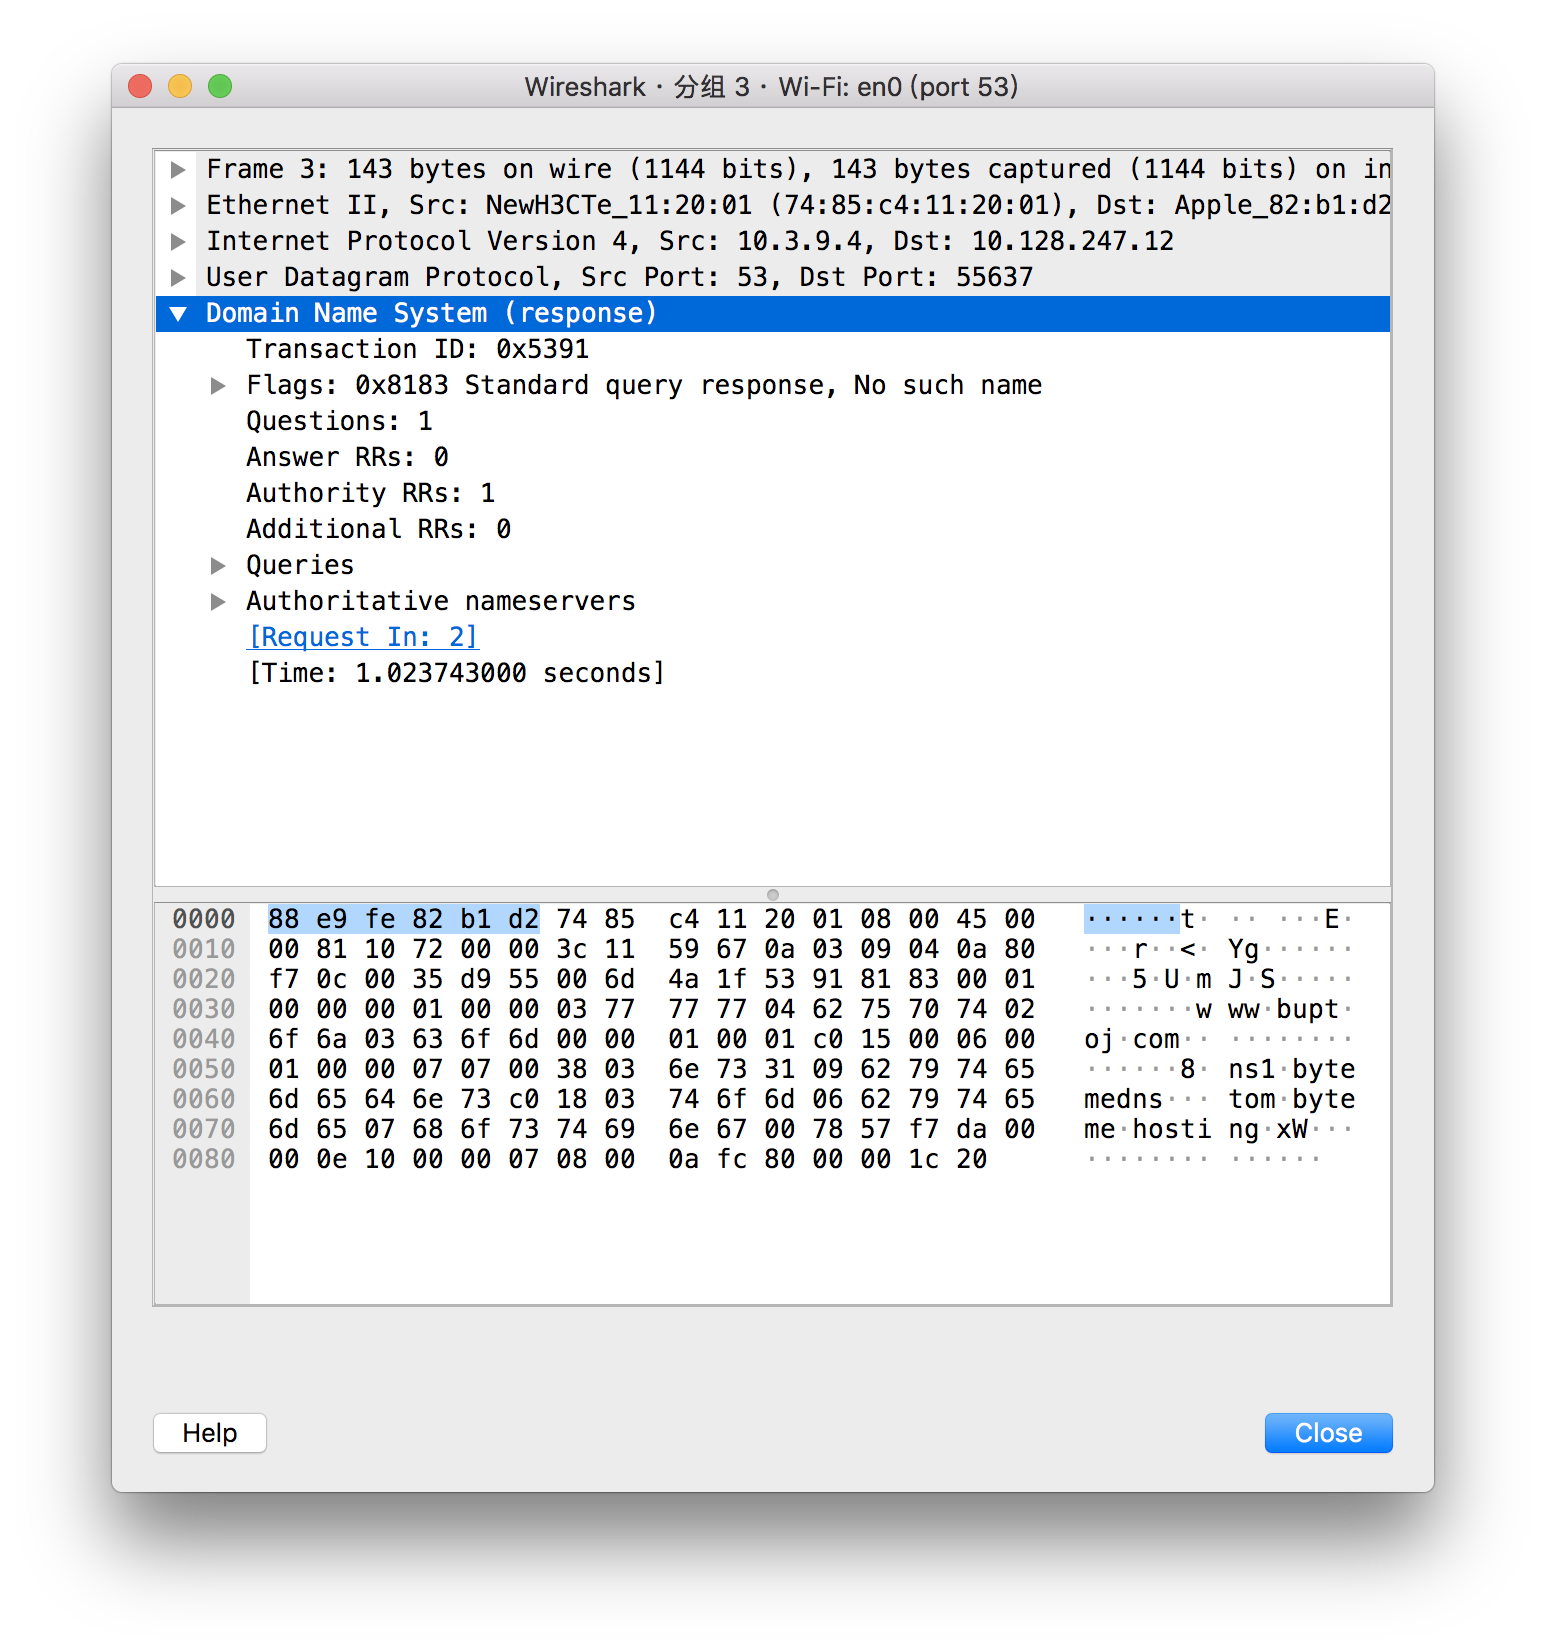 Wireshark · 分组 3 · Wi-Fi: en0 (port 53)
Frame 3: 143 bytes on wire (1144 bits), 143 bytes captured (1144 bits) on in
Ethernet II, Src: NewH3CTe_11:20:01 (74:85:c4:11:20:01), Dst: Apple_82:b1:d2
Internet Protocol Version 4, Src: 10.3.9.4, Dst: 10.128.247.12
User Datagram Protocol, Src Port: 53, Dst Port: 55637
Domain Name System (response)
Transaction ID: 0x5391
Flags: 0x8183 Standard query response, No such name
Questions: 1
Answer RRs: 0
Authority RRs: 1
Additional RRs: 0
Queries
Authoritative nameservers
[Request In: 2]
[Time: 1.023743000 seconds]
0000 88 e9 fe 82 b1 d2 74 85 c4 11 20 01 08 00 45 00 ······t· ·· ···E·
0010 00 81 10 72 00 00 3c 11 59 67 0a 03 09 04 0a 80 ···r··<· Yg······
0020 f7 0c 00 35 d9 55 00 6d 4a 1f 53 91 81 83 00 01 ···5·U·m J·S·····
0030 00 00 00 01 00 00 03 77 77 77 04 62 75 70 74 02 ·······w ww·bupt·
0040 6f 6a 03 63 6f 6d 00 00 01 00 01 c0 15 00 06 00 oj·com·· ········
0050 01 00 00 07 07 00 38 03 6e 73 31 09 62 79 74 65 ······8· ns1·byte
0060 6d 65 64 6e 73 c0 18 03 74 6f 6d 06 62 79 74 65 medns··· tom·byte
0070 6d 65 07 68 6f 73 74 69 6e 67 00 78 57 f7 da 00 me·hosti ng·xW···
0080 00 0e 10 00 00 07 08 00 0a fc 80 00 00 1c 20 ········ ······
Help
Close